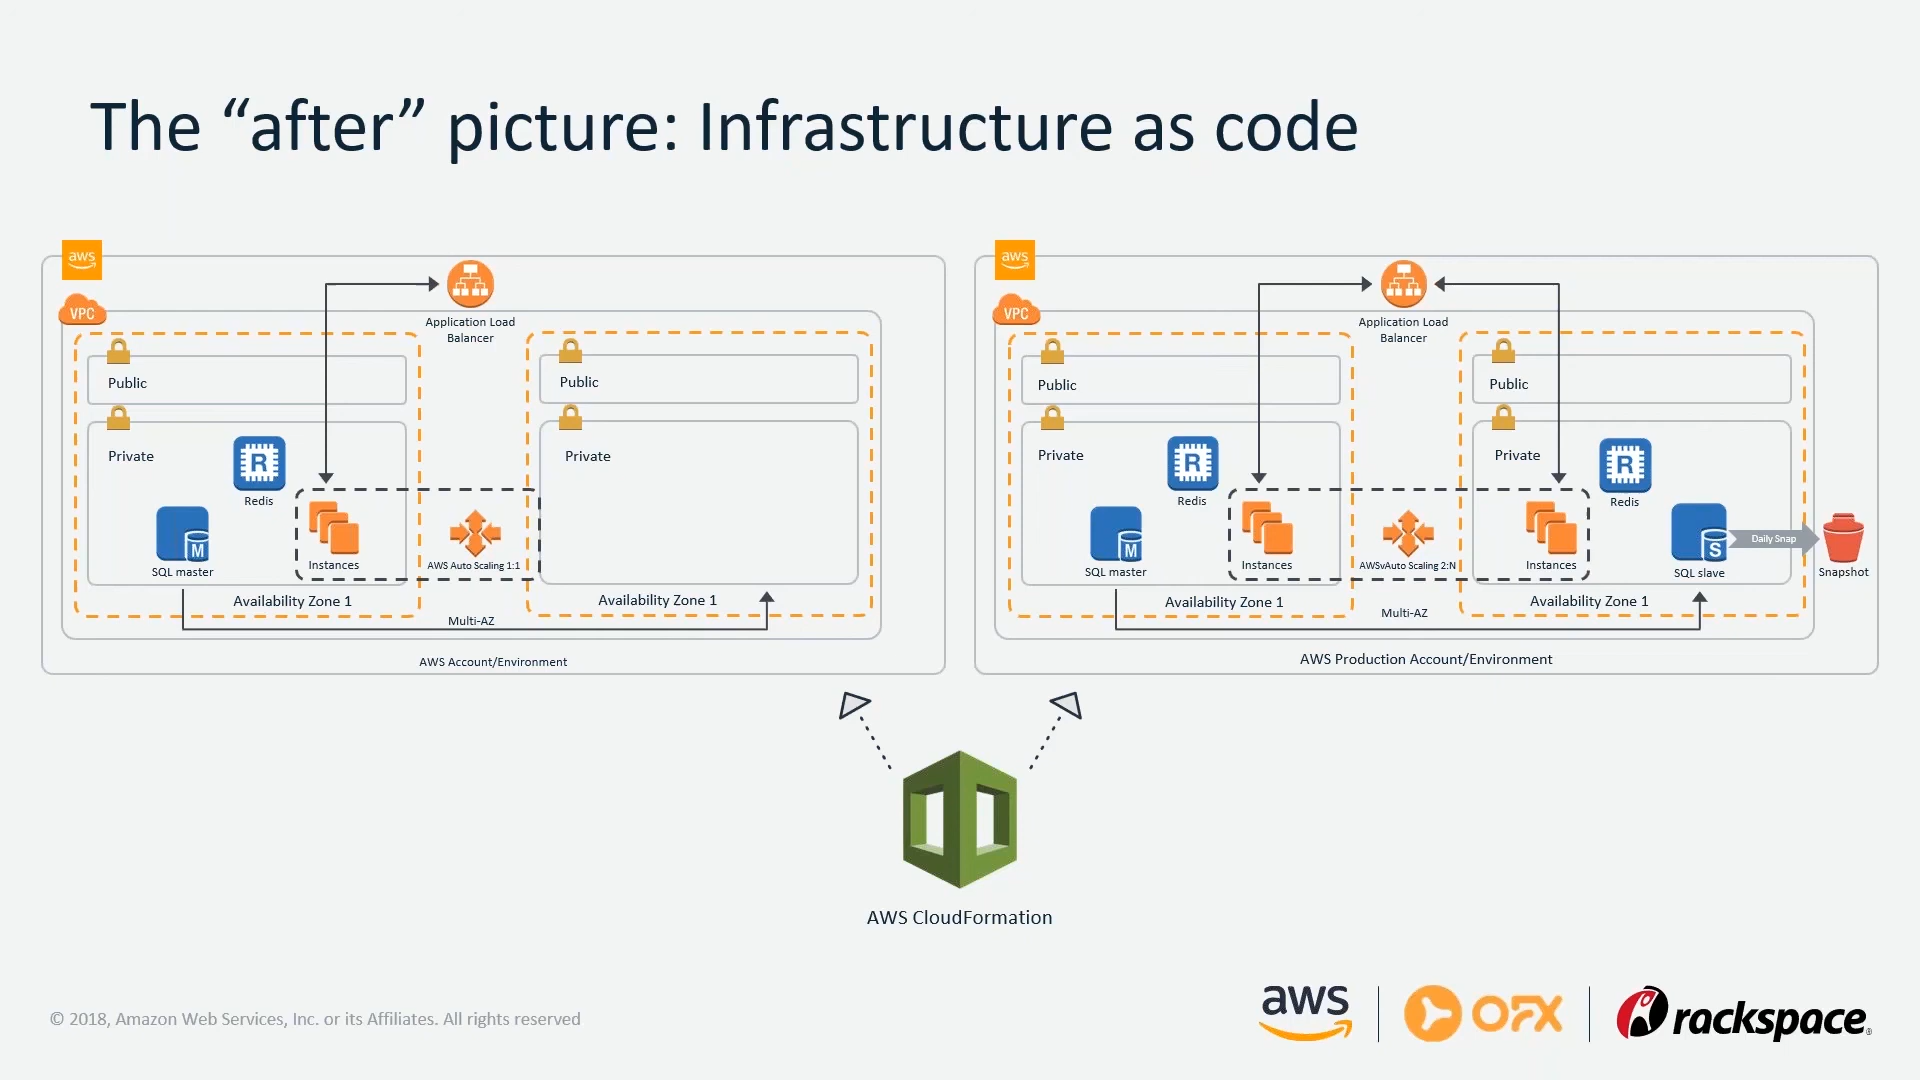 The “after” picture: Infrastructure as code
aws
VPC
Application Load
Balancer
Public
Public
Private
Private
R
Redis
M
SQL master
Instances
AWS Auto Scaling 1:1
Availability Zone 1
Availability Zone 1
Multi-AZ
AWS Account/Environment
aws
VPC
Application Load
Balancer
Public
Public
Private
Private
R
Redis
R
Redis
M
SQL master
Instances
AWSvAuto Scaling 2:N
Instances
S
SQL slave
Daily Snap
Snapshot
Availability Zone 1
Availability Zone 1
Multi-AZ
AWS Production Account/Environment
AWS CloudFormation
© 2018, Amazon Web Services, Inc. or its Affiliates. All rights reserved
aws
OFX
rackspace®